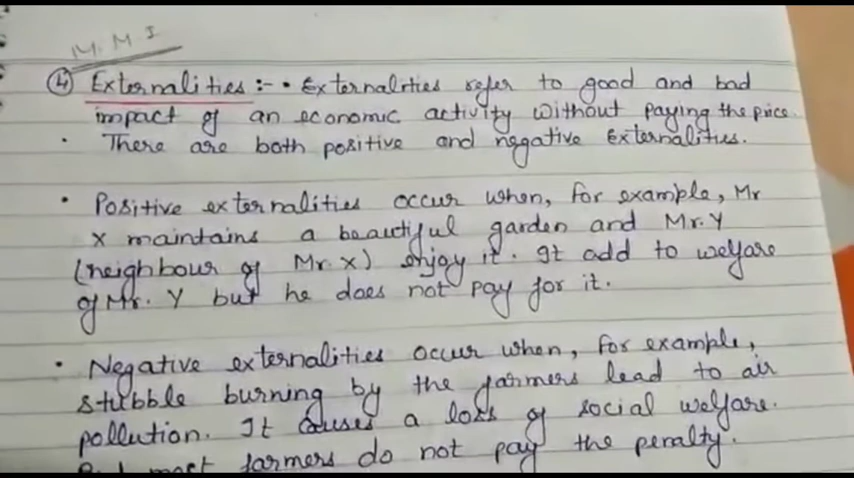 M. M I
④ Externalities :- • Externalities refer to good and bad
impact of an economic activity without paying the price.
• There are both positive and negative externalities.
• Positive externalities occur when, for example, Mr
X maintains a beautiful garden and Mr. Y
(neighbour of Mr. X) enjoy it. It add to welfare
of Mr. Y but he does not pay for it.
• Negative externalities occur when, for example,
stubble burning by the farmers lead to air
pollution. It causes a loss of social welfare.
most farmers do not pay the penalty.